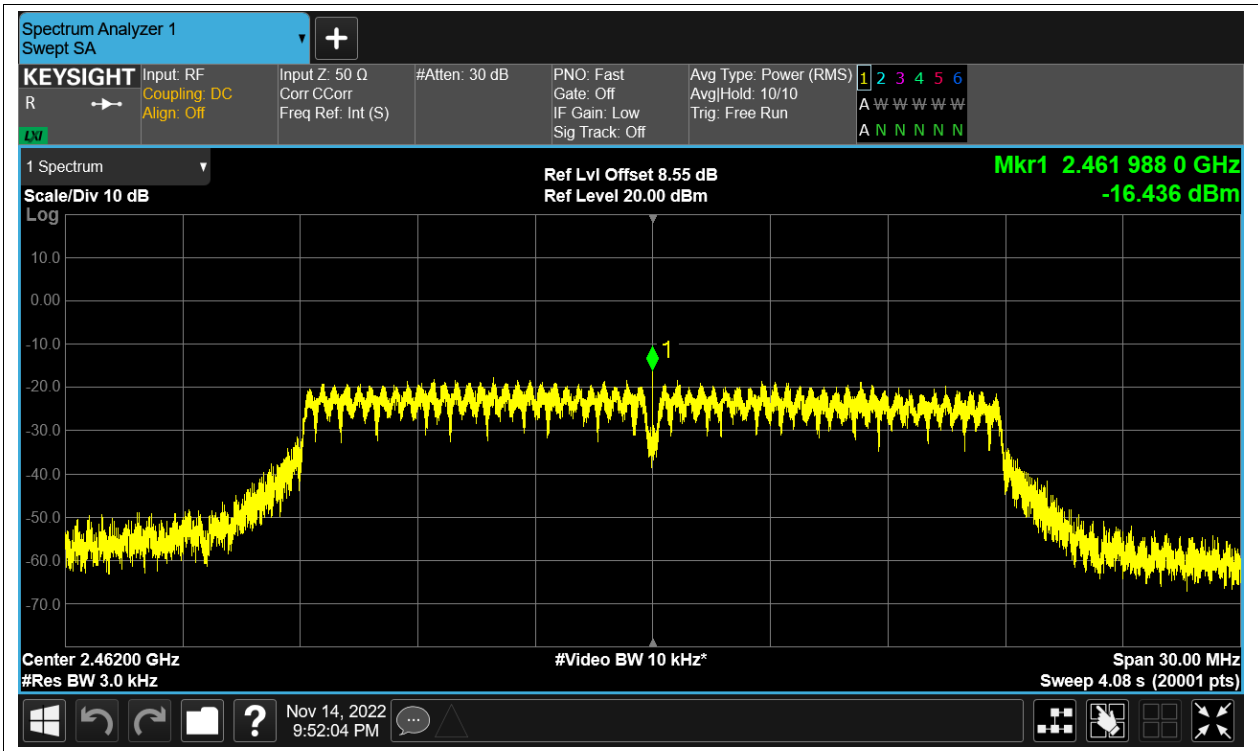 Spectrum Analyzer 1
Swept SA
KEYSIGHT
R
LXI
Input: RF
Coupling: DC
Align: Off
Input Z: 50 Ω
Corr CCorr
Freq Ref: Int (S)
#Atten: 30 dB
PNO: Fast
Gate: Off
IF Gain: Low
Sig Track: Off
Avg Type: Power (RMS)
Avg|Hold: 10/10
Trig: Free Run
1 2 3 4 5 6
A W W W W W
A N N N N N
1 Spectrum
Scale/Div 10 dB
Log
Ref Lvl Offset 8.55 dB
Ref Level 20.00 dBm
Mkr1 2.461 988 0 GHz
-16.436 dBm
10.0
0.00
-10.0
1
-20.0
-30.0
-40.0
-50.0
-60.0
-70.0
Center 2.46200 GHz
#Res BW 3.0 kHz
#Video BW 10 kHz*
Span 30.00 MHz
Sweep 4.08 s (20001 pts)
?
Nov 14, 2022
9:52:04 PM